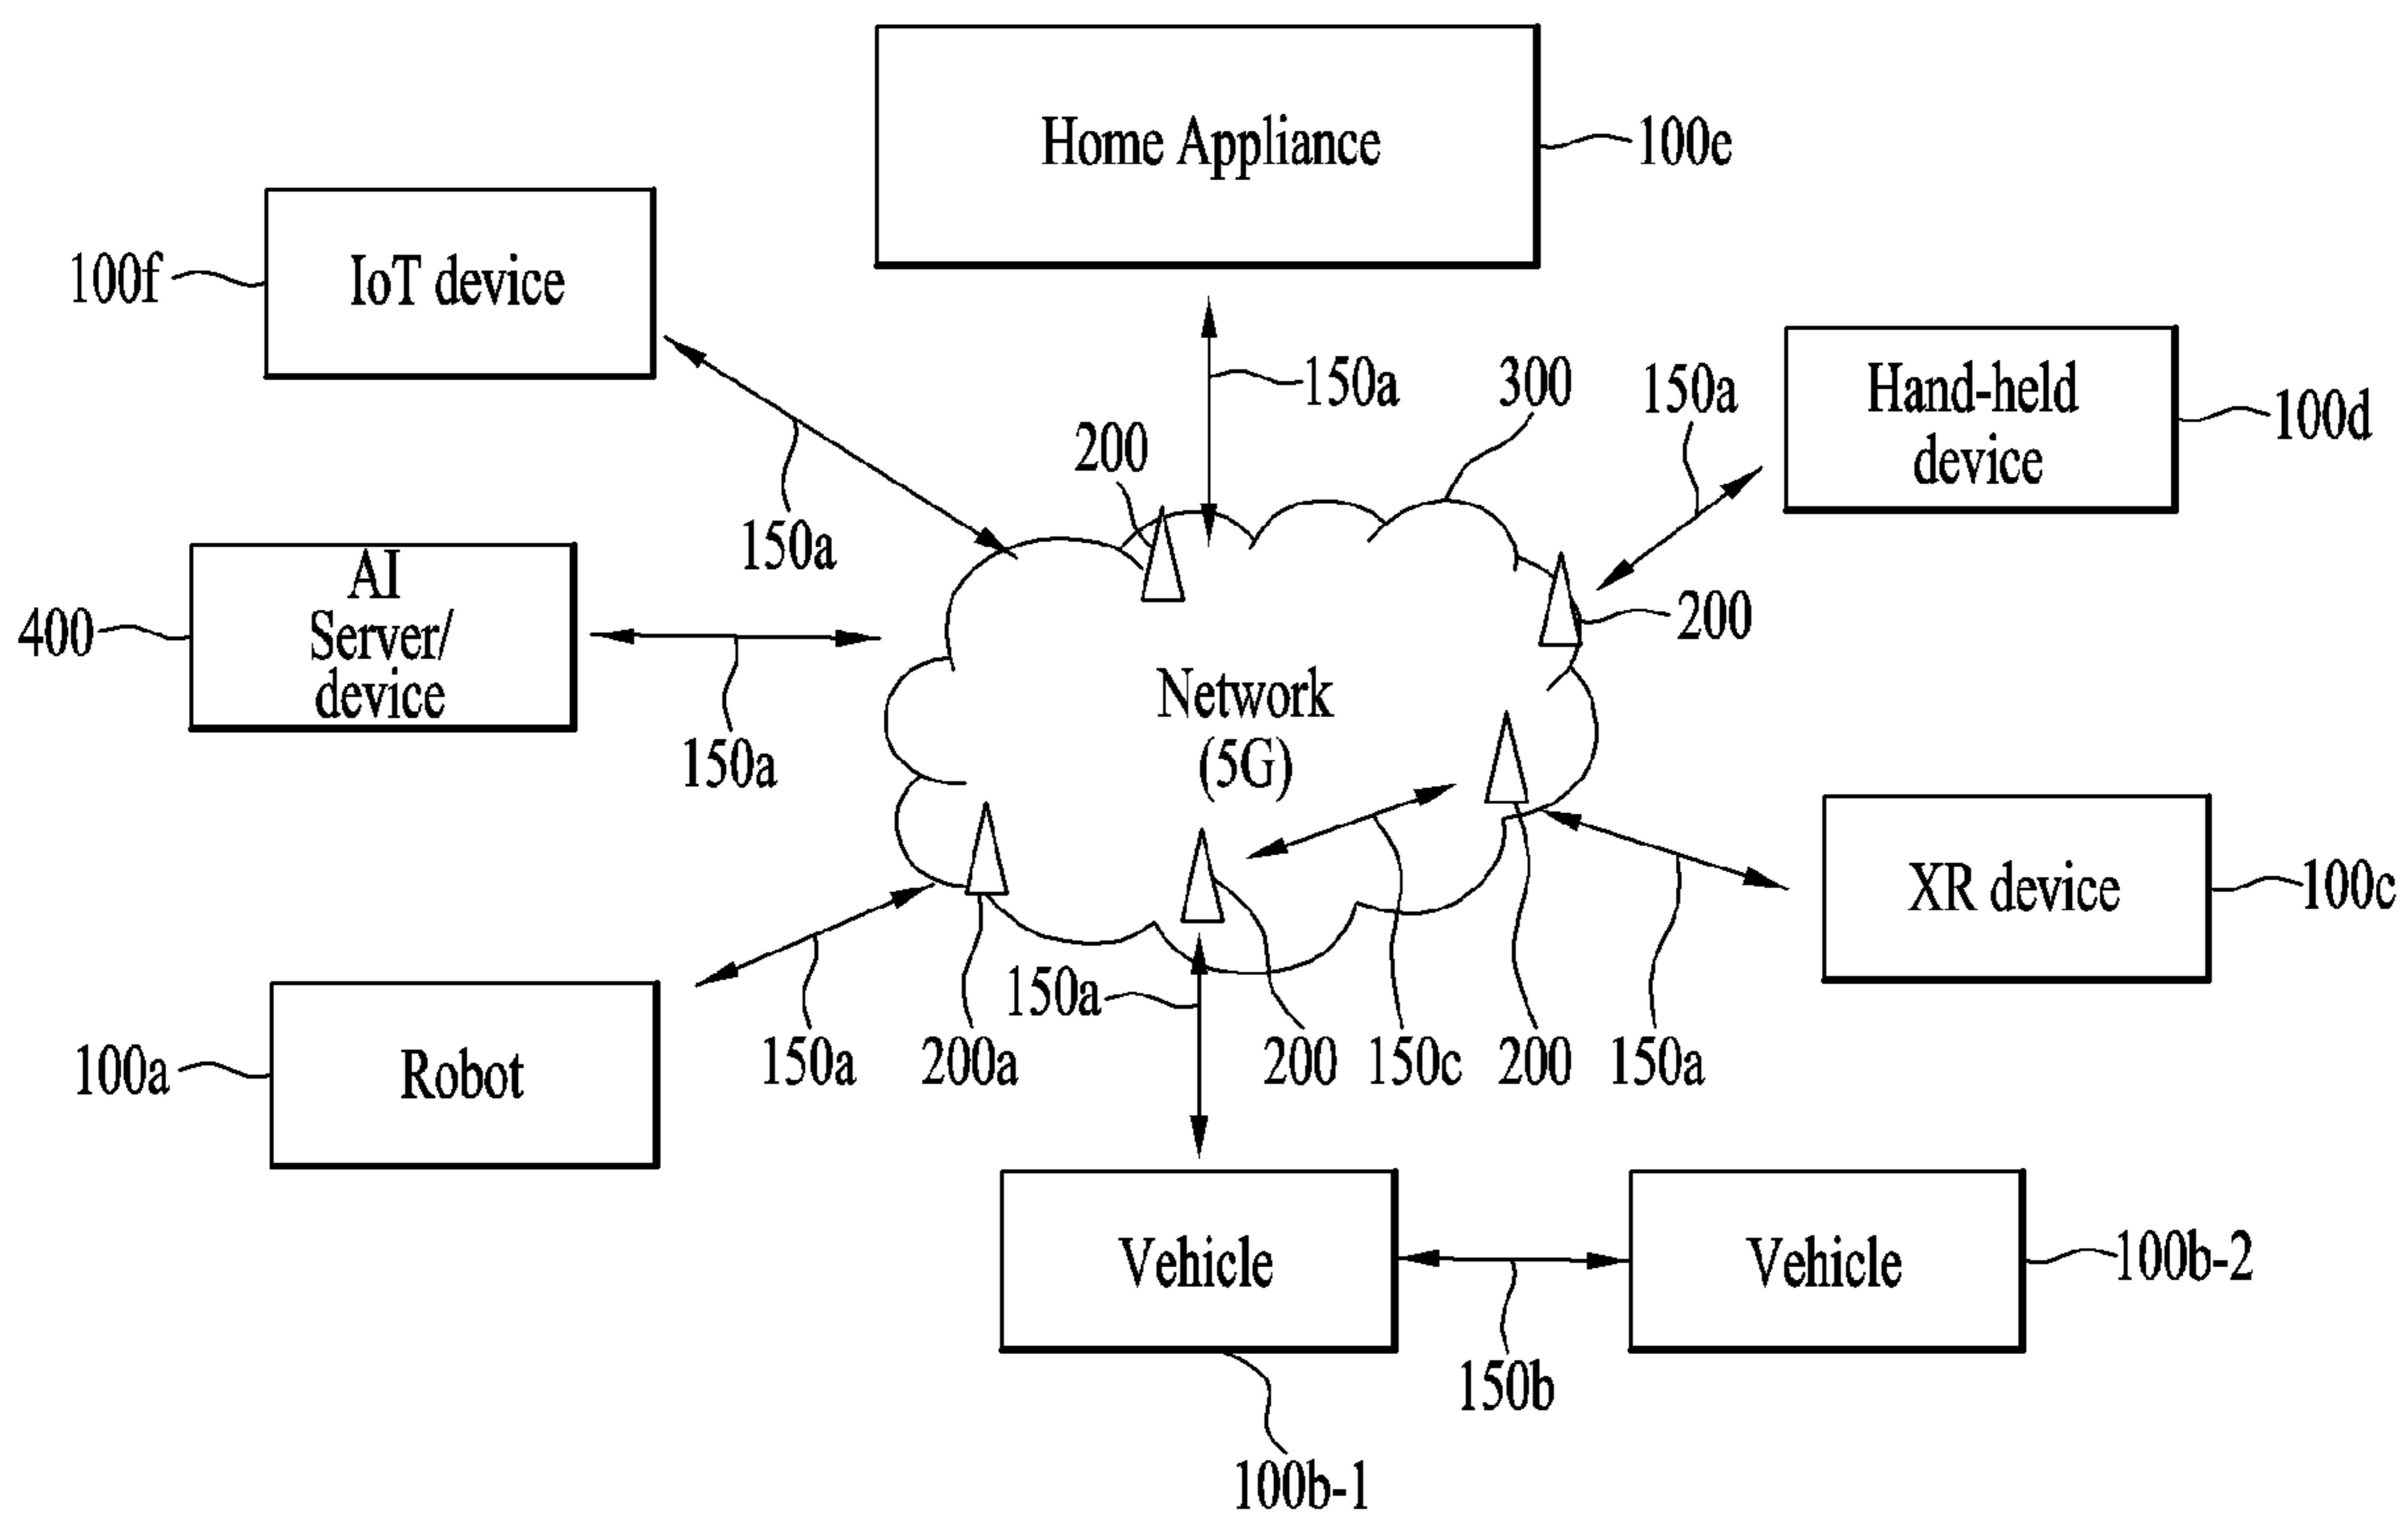 Home Appliance
100e
IoT device
100f
150a
300
150a
Hand-held
device
100d
200
150a
AI
Server/
device
400
200
Network
(5G)
150a
XR device
100c
150a
Robot
100a
150a
200a
200
150c
200
150a
Vehicle
Vehicle
100b-2
150b
100b-1